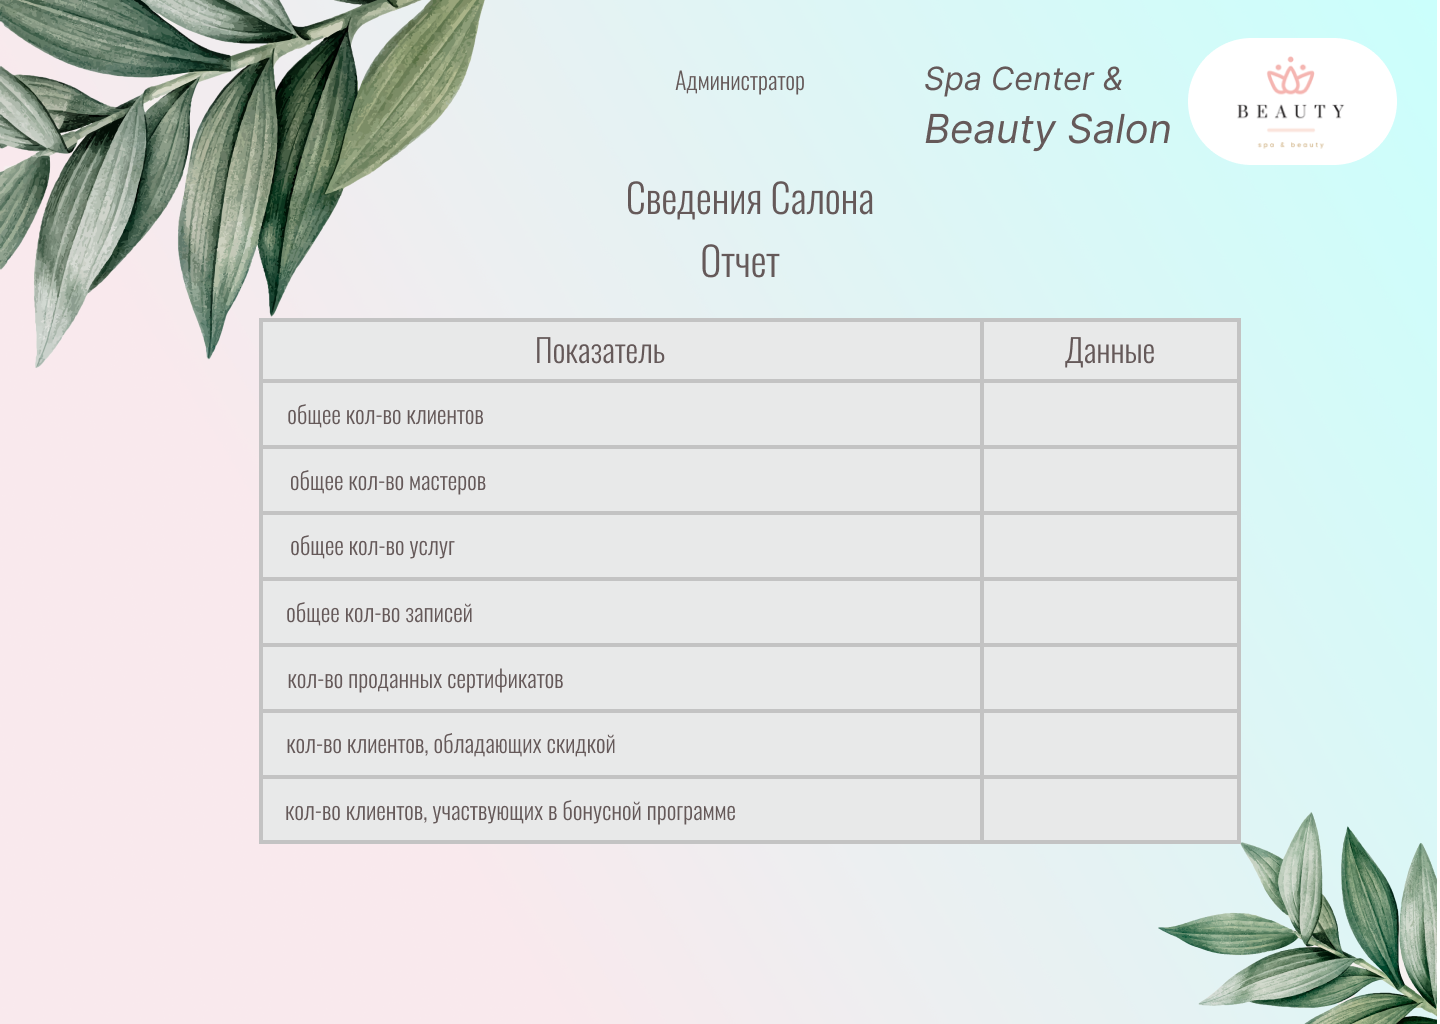 Администратор
Spa Center &
Beauty Salon
BEAUTY
spa & beauty
Сведения Салона
Отчет
Показатель
Данные
общее кол-во клиентов
общее кол-во мастеров
общее кол-во услуг
общее кол-во записей
кол-во проданных сертификатов
кол-во клиентов, обладающих скидкой
кол-во клиентов, участвующих в бонусной программе